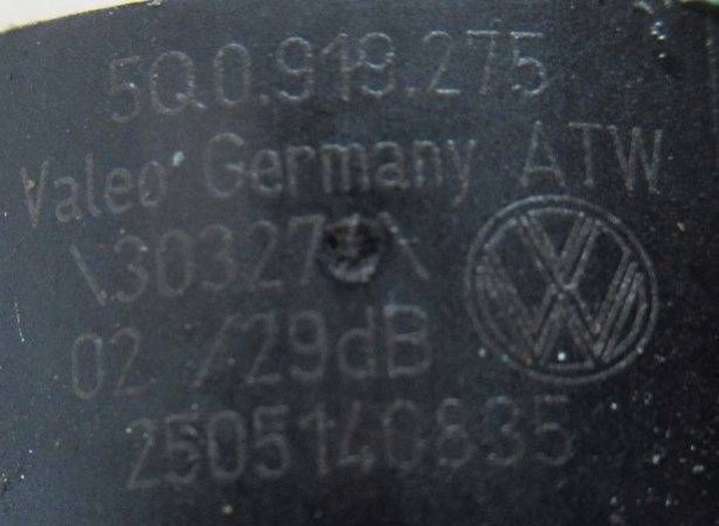 5Q0.919.275
Valeo Germany ATW
02 /29dB
2505140835